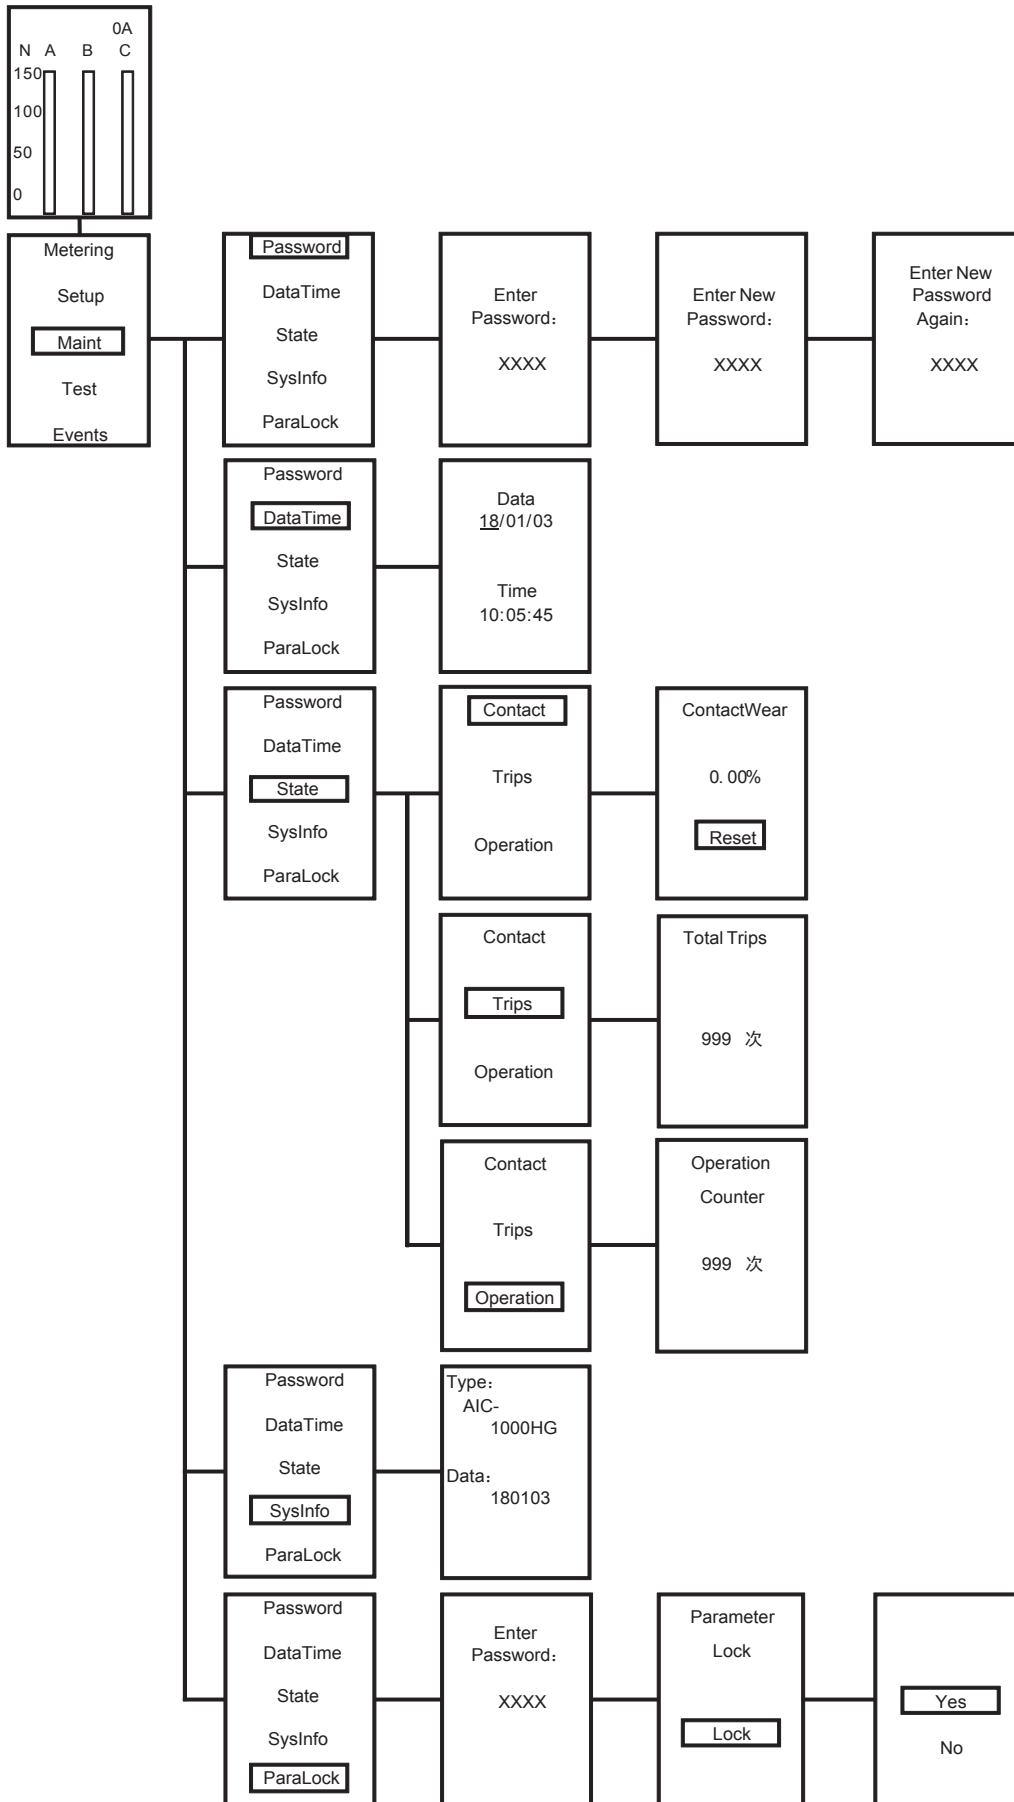 0A
N A B C
150
100
50
0
Metering
Setup
Maint
Test
Events
Password
DataTime
State
SysInfo
ParaLock
Enter
Password：
XXXX
Enter New
Password：
XXXX
Enter New
Password
Again：
XXXX
Password
DataTime
State
SysInfo
ParaLock
Data
18/01/03
Time
10:05:45
Password
DataTime
State
SysInfo
ParaLock
Contact
Trips
Operation
ContactWear
0.00%
Reset
Contact
Trips
Operation
Total Trips
999 次
Contact
Trips
Operation
Operation
Counter
999 次
Password
DataTime
State
SysInfo
ParaLock
Type：
AIC-
1000HG
Data：
180103
Password
DataTime
State
SysInfo
ParaLock
Enter
Password：
XXXX
Parameter
Lock
Lock
Yes
No